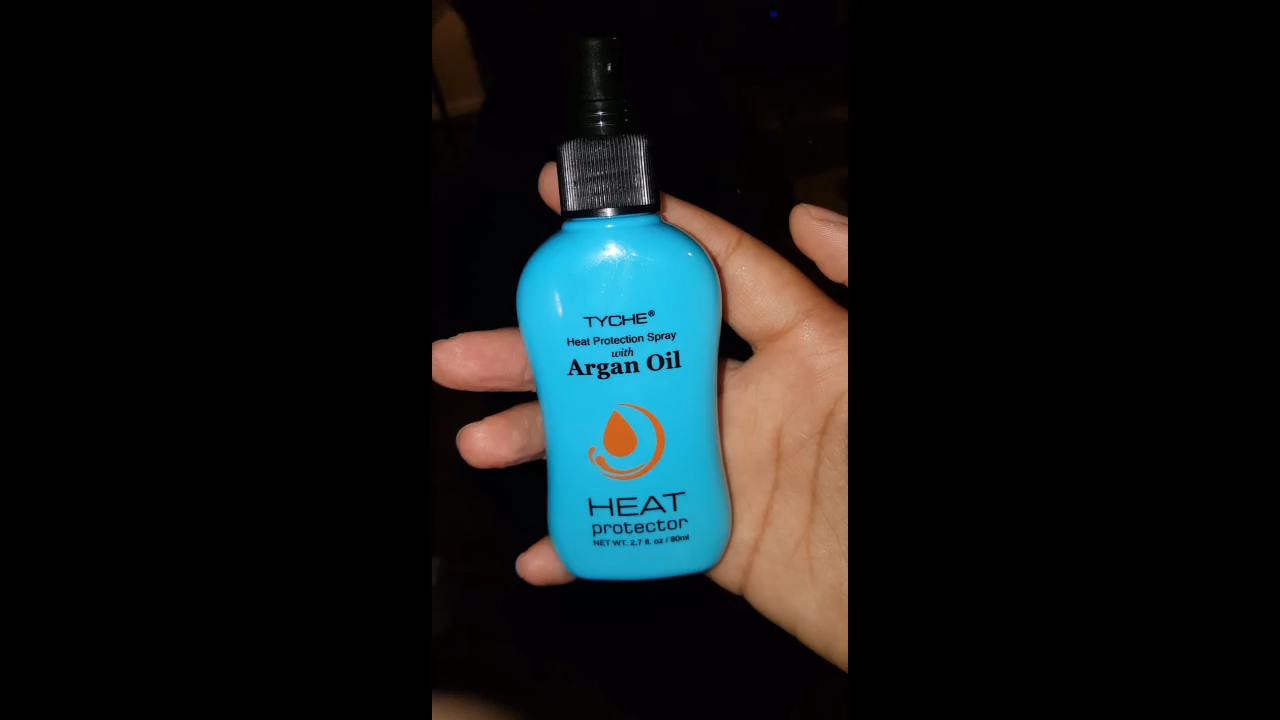 TYCHE®
Heat Protection Spray
with
Argan Oil
HEAT
protector
NET WT. 2.7 fl. oz / 80ml